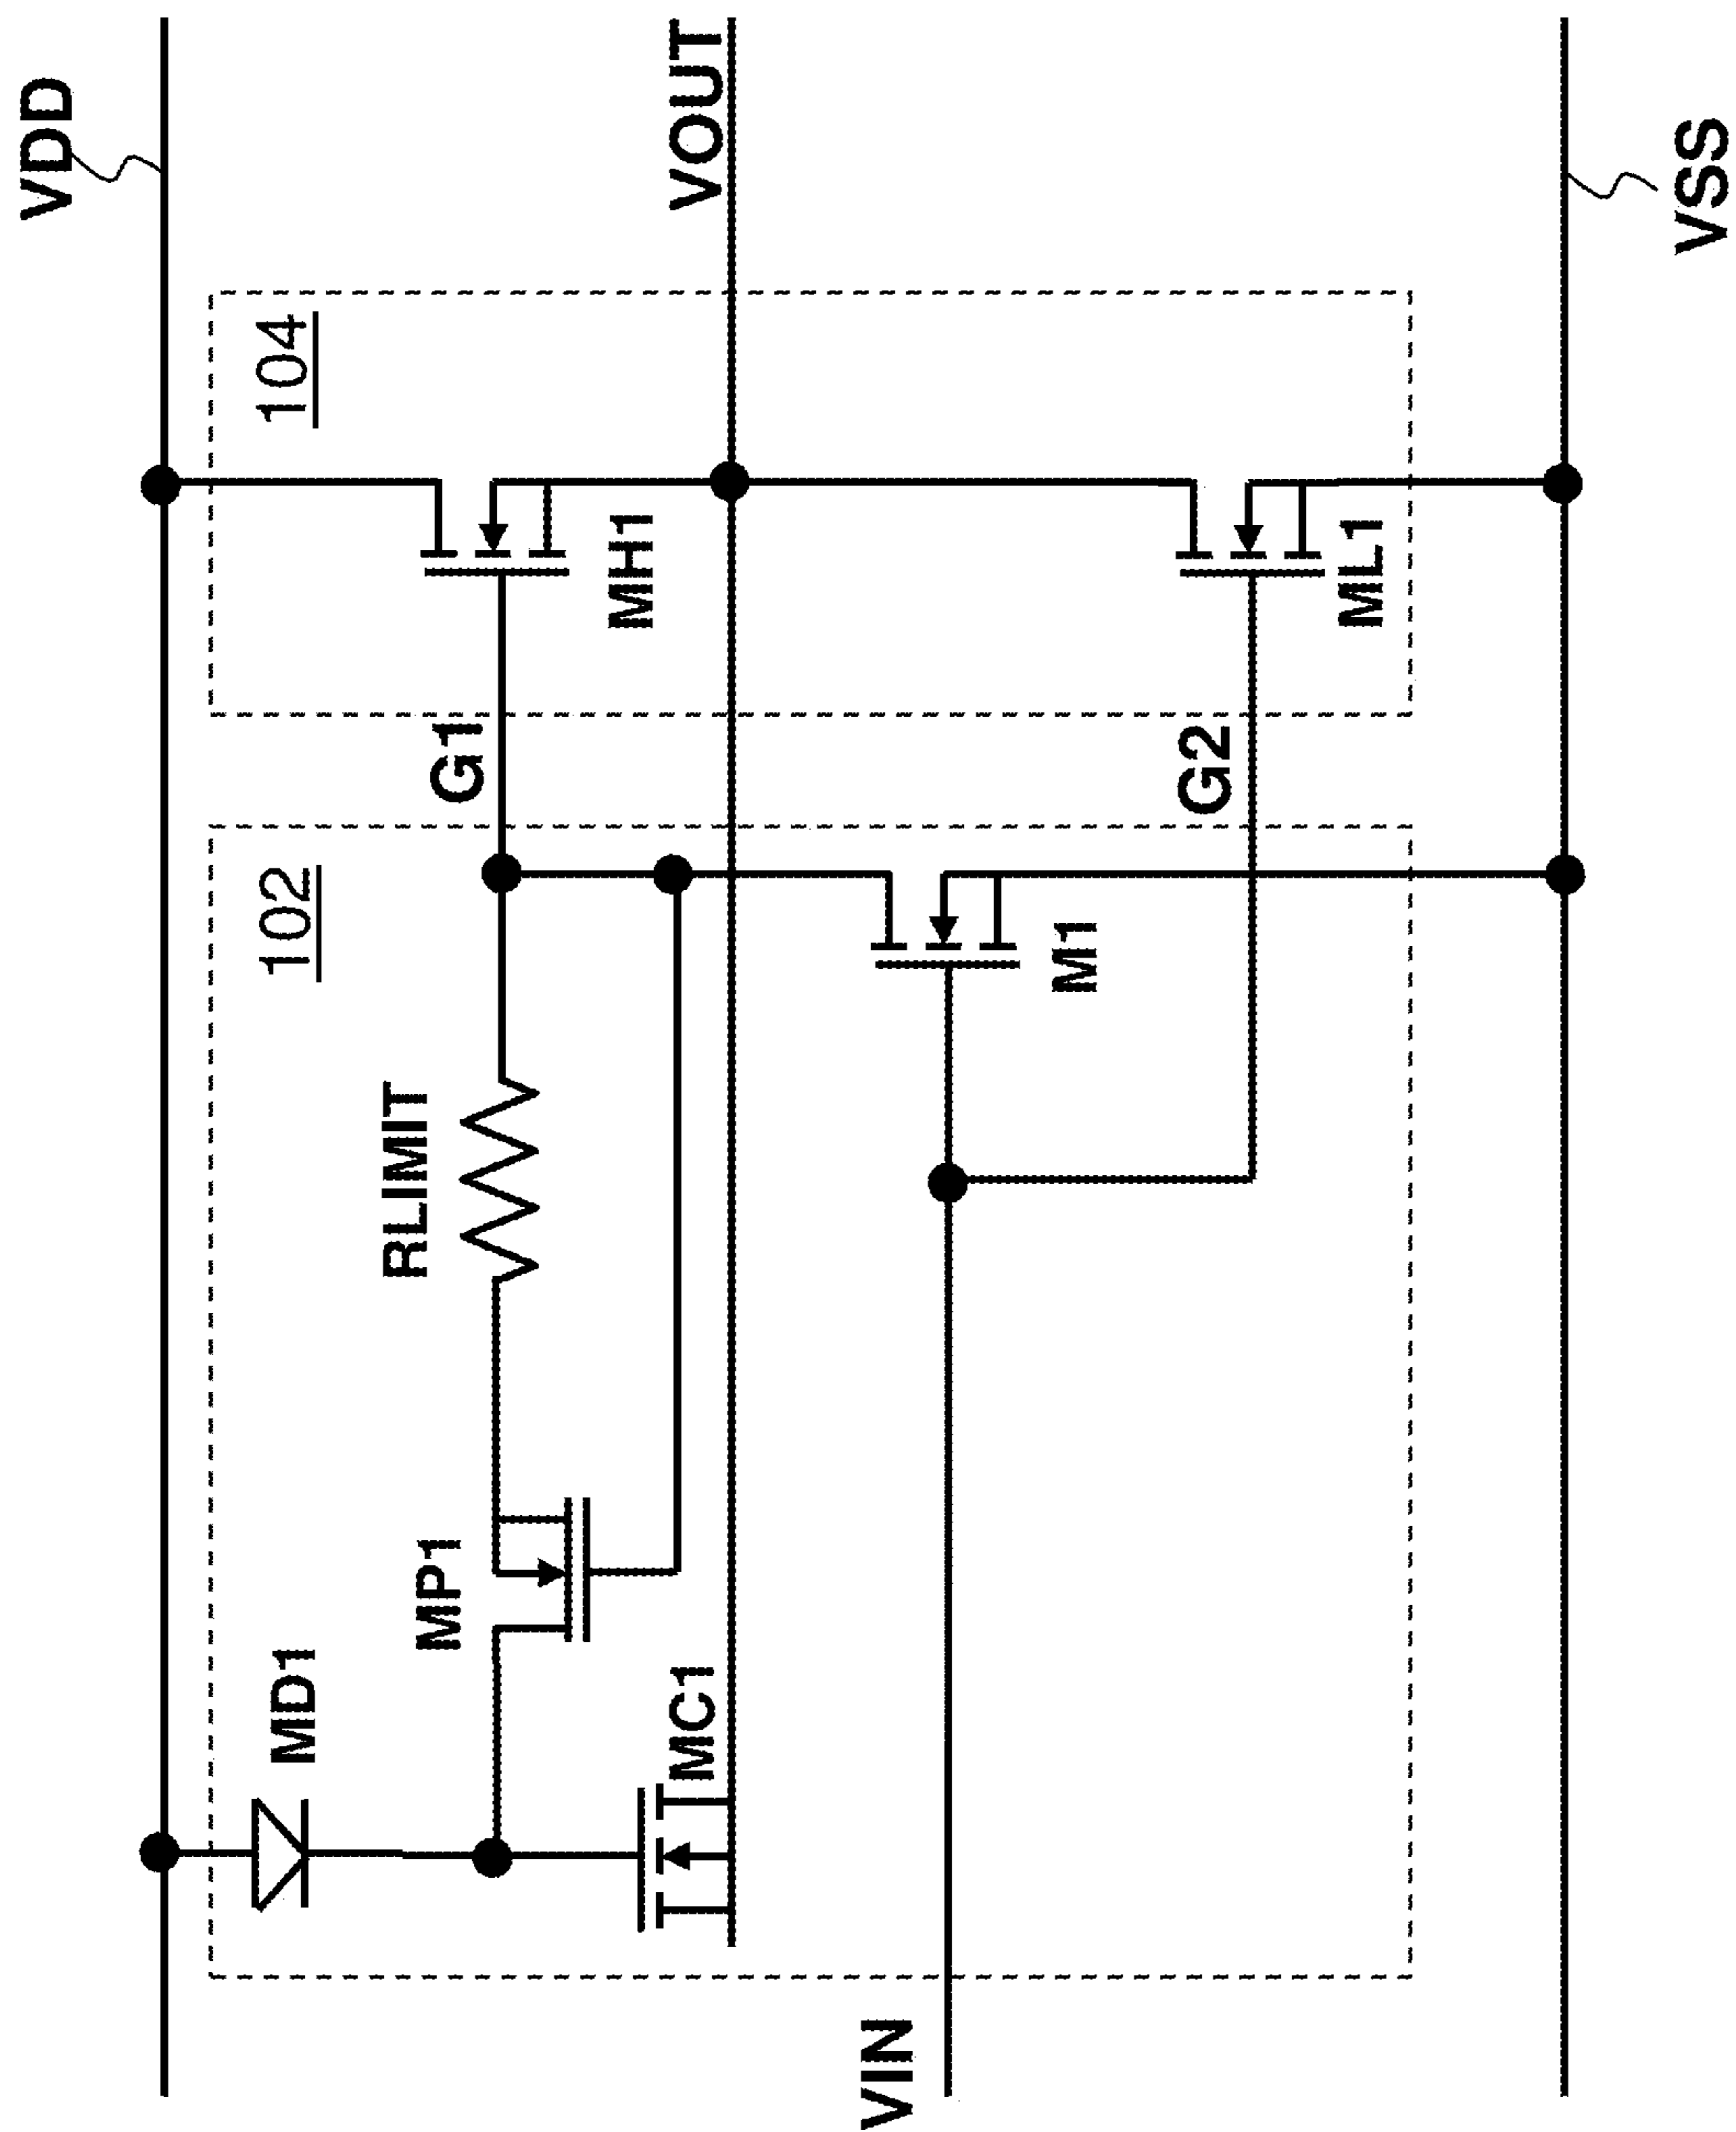 VDD
102
104
MD1
MP1
RLIMIT
G1
MH1
MC1
VOUT
VIN
M1
G2
ML1
VSS